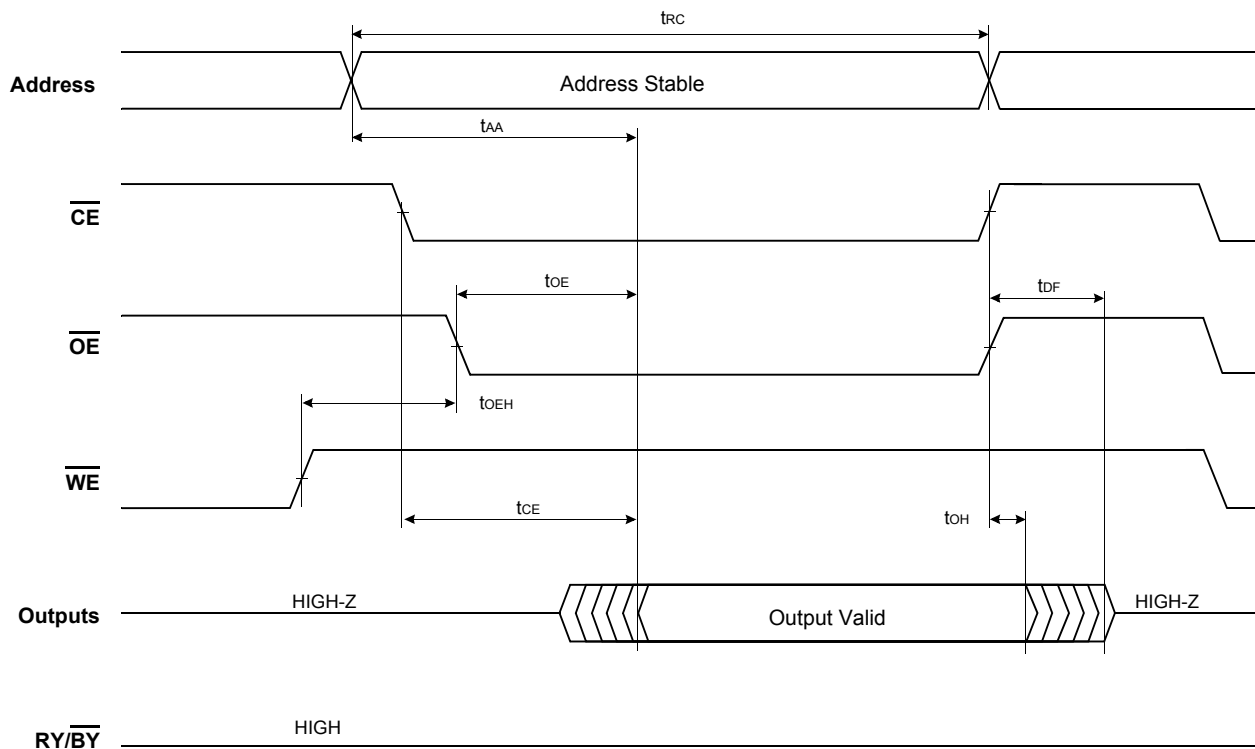 tRC
Address
Address Stable
tAA
CE
tOE
tDF
OE
tOEH
WE
tCE
tOH
Outputs
HIGH-Z
Output Valid
HIGH-Z
RY/BY
HIGH